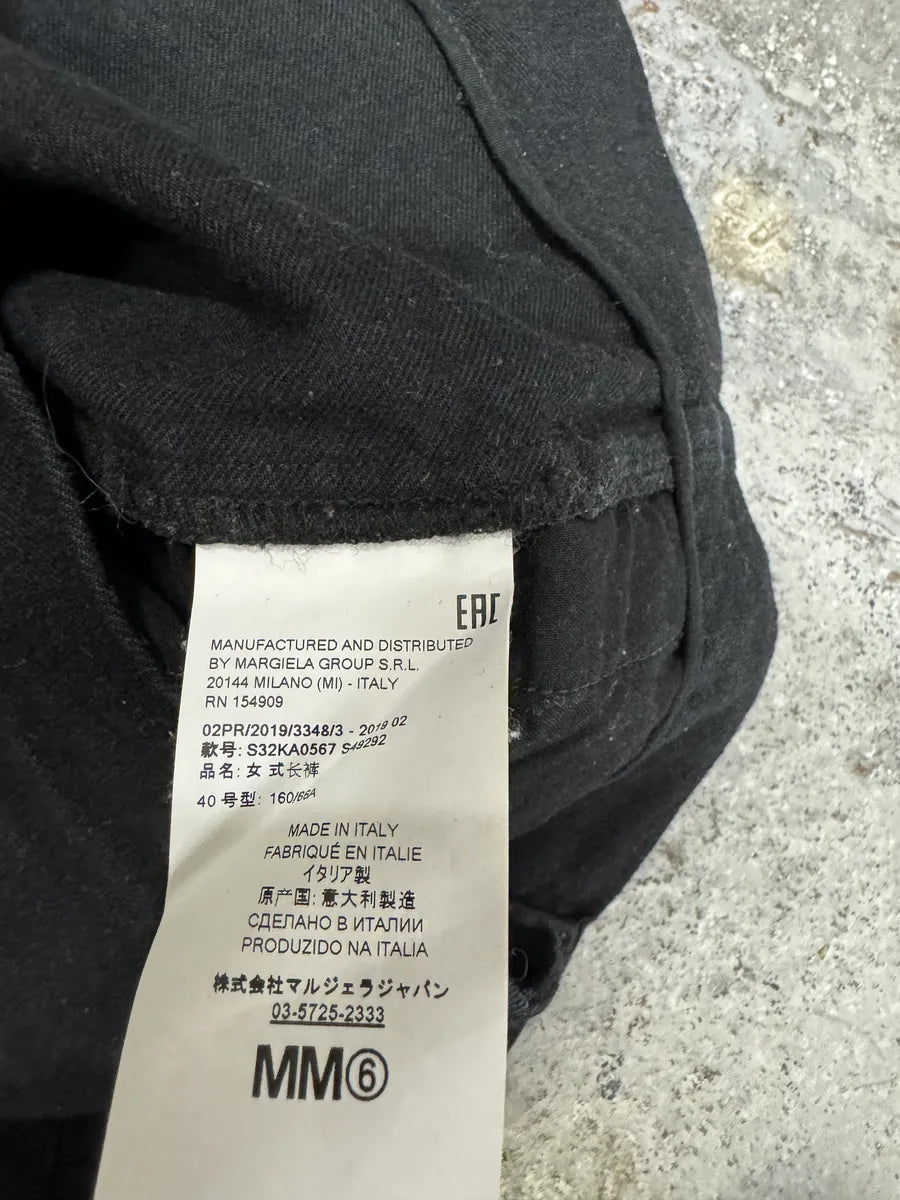 EAC
MANUFACTURED AND DISTRIBUTED
BY MARGIELA GROUP S.R.L.
20144 MILANO (MI) - ITALY
RN 154909
02PR/2019/3348/3 - 2019 02
款号: S32KA0567 S49292
品名: 女 式长裤
40 号型: 160/66A
MADE IN ITALY
FABRIQUÉ EN ITALIE
イタリア製
原产国: 意大利製造
СДЕЛАНО В ИТАЛИИ
PRODUZIDO NA ITALIA
株式会社マルジェラジャパン
03-5725-2333
MM⑥